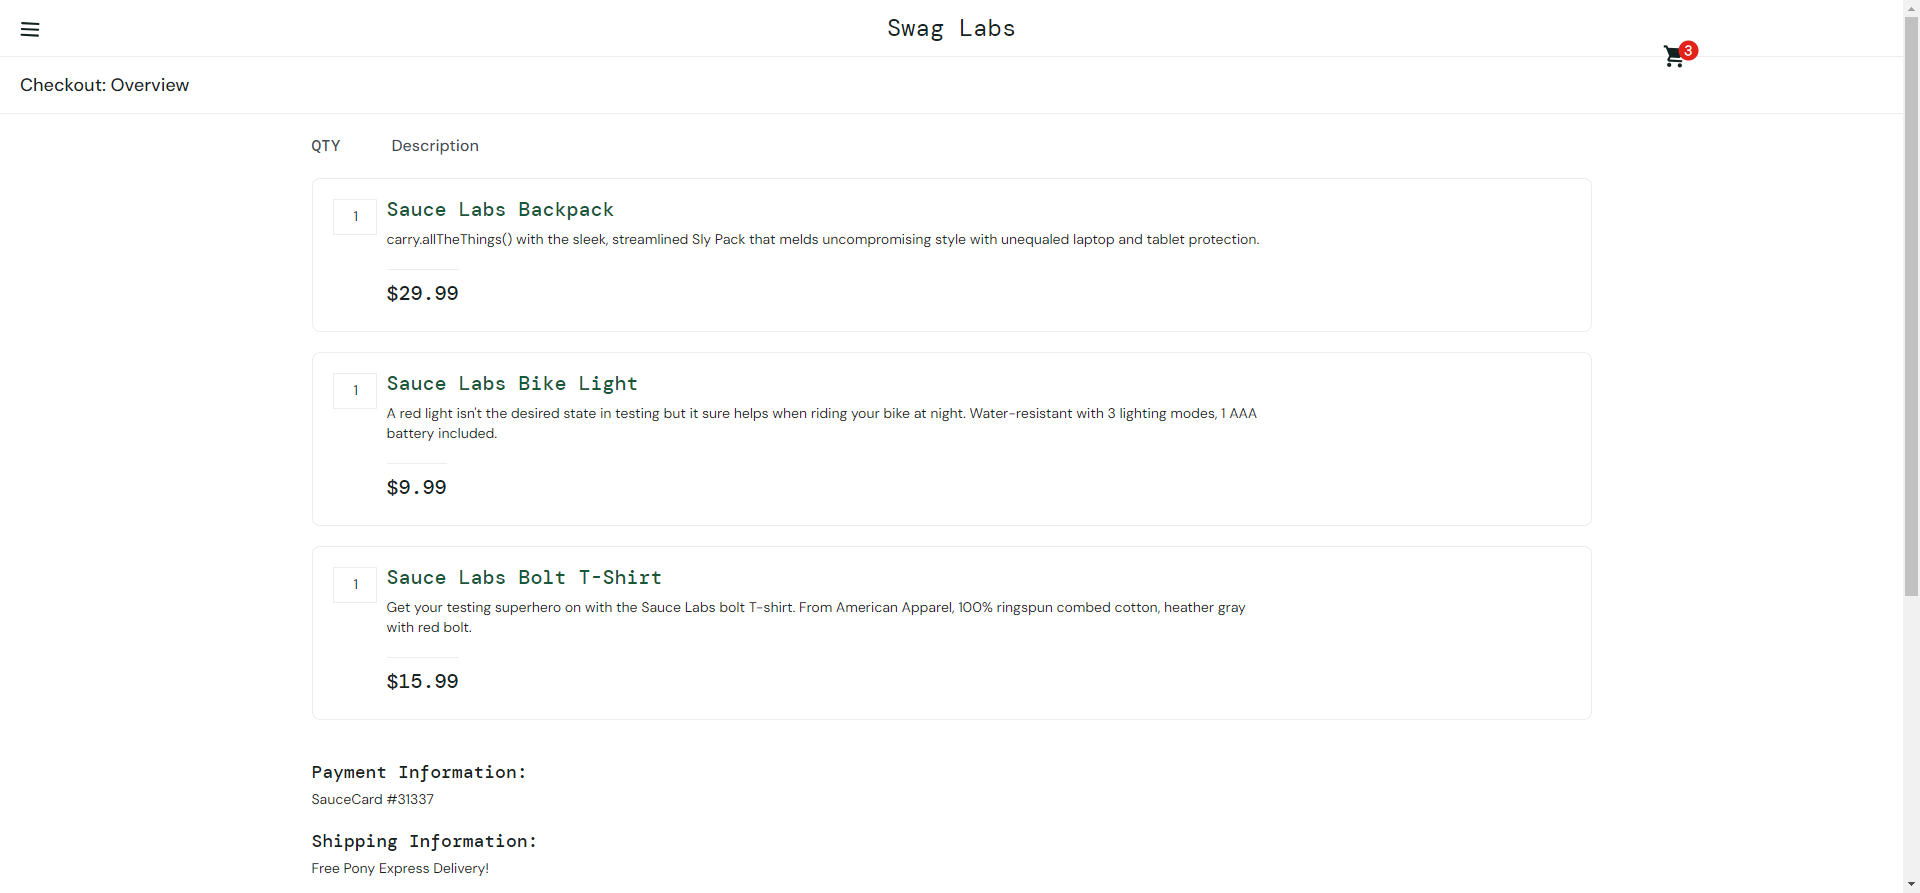 Swag Labs
3
Checkout: Overview
QTY Description
1
Sauce Labs Backpack
carry.allTheThings() with the sleek, streamlined Sly Pack that melds uncompromising style with unequaled laptop and tablet protection.
$29.99
1
Sauce Labs Bike Light
A red light isn't the desired state in testing but it sure helps when riding your bike at night. Water-resistant with 3 lighting modes, 1 AAA
battery included.
$9.99
1
Sauce Labs Bolt T-Shirt
Get your testing superhero on with the Sauce Labs bolt T-shirt. From American Apparel, 100% ringspun combed cotton, heather gray
with red bolt.
$15.99
Payment Information:
SauceCard #31337
Shipping Information:
Free Pony Express Delivery!